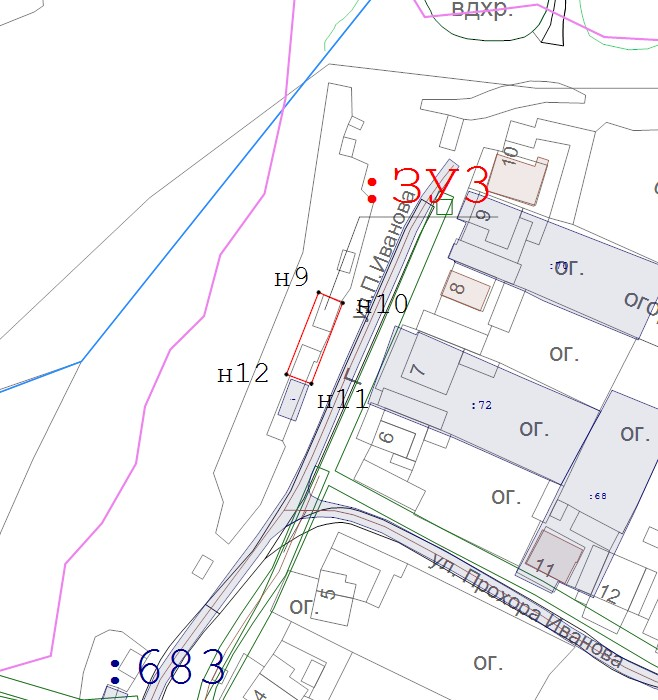 вдхр.
10
:ЗУ3
9
:70
ог.
ул.П.Иванова
н9
8
н10
ого
ог.
7
н12
н11
:72
ог.
ог.
6
ог.
:68
11
12
ул. Прохора Иванова
5
ог.
ог.
:683
4